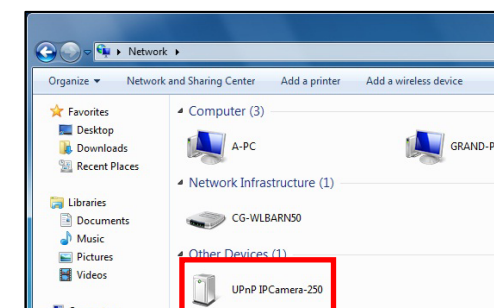 Network
Organize Network and Sharing Center Add a printer Add a wireless device
Favorites
Desktop
Downloads
Recent Places
Libraries
Documents
Music
Pictures
Videos
Computer (3)
A-PC GRAND-P
Network Infrastructure (1)
CG-WLBARN50
Other Devices (1)
UPnP IPCamera-250